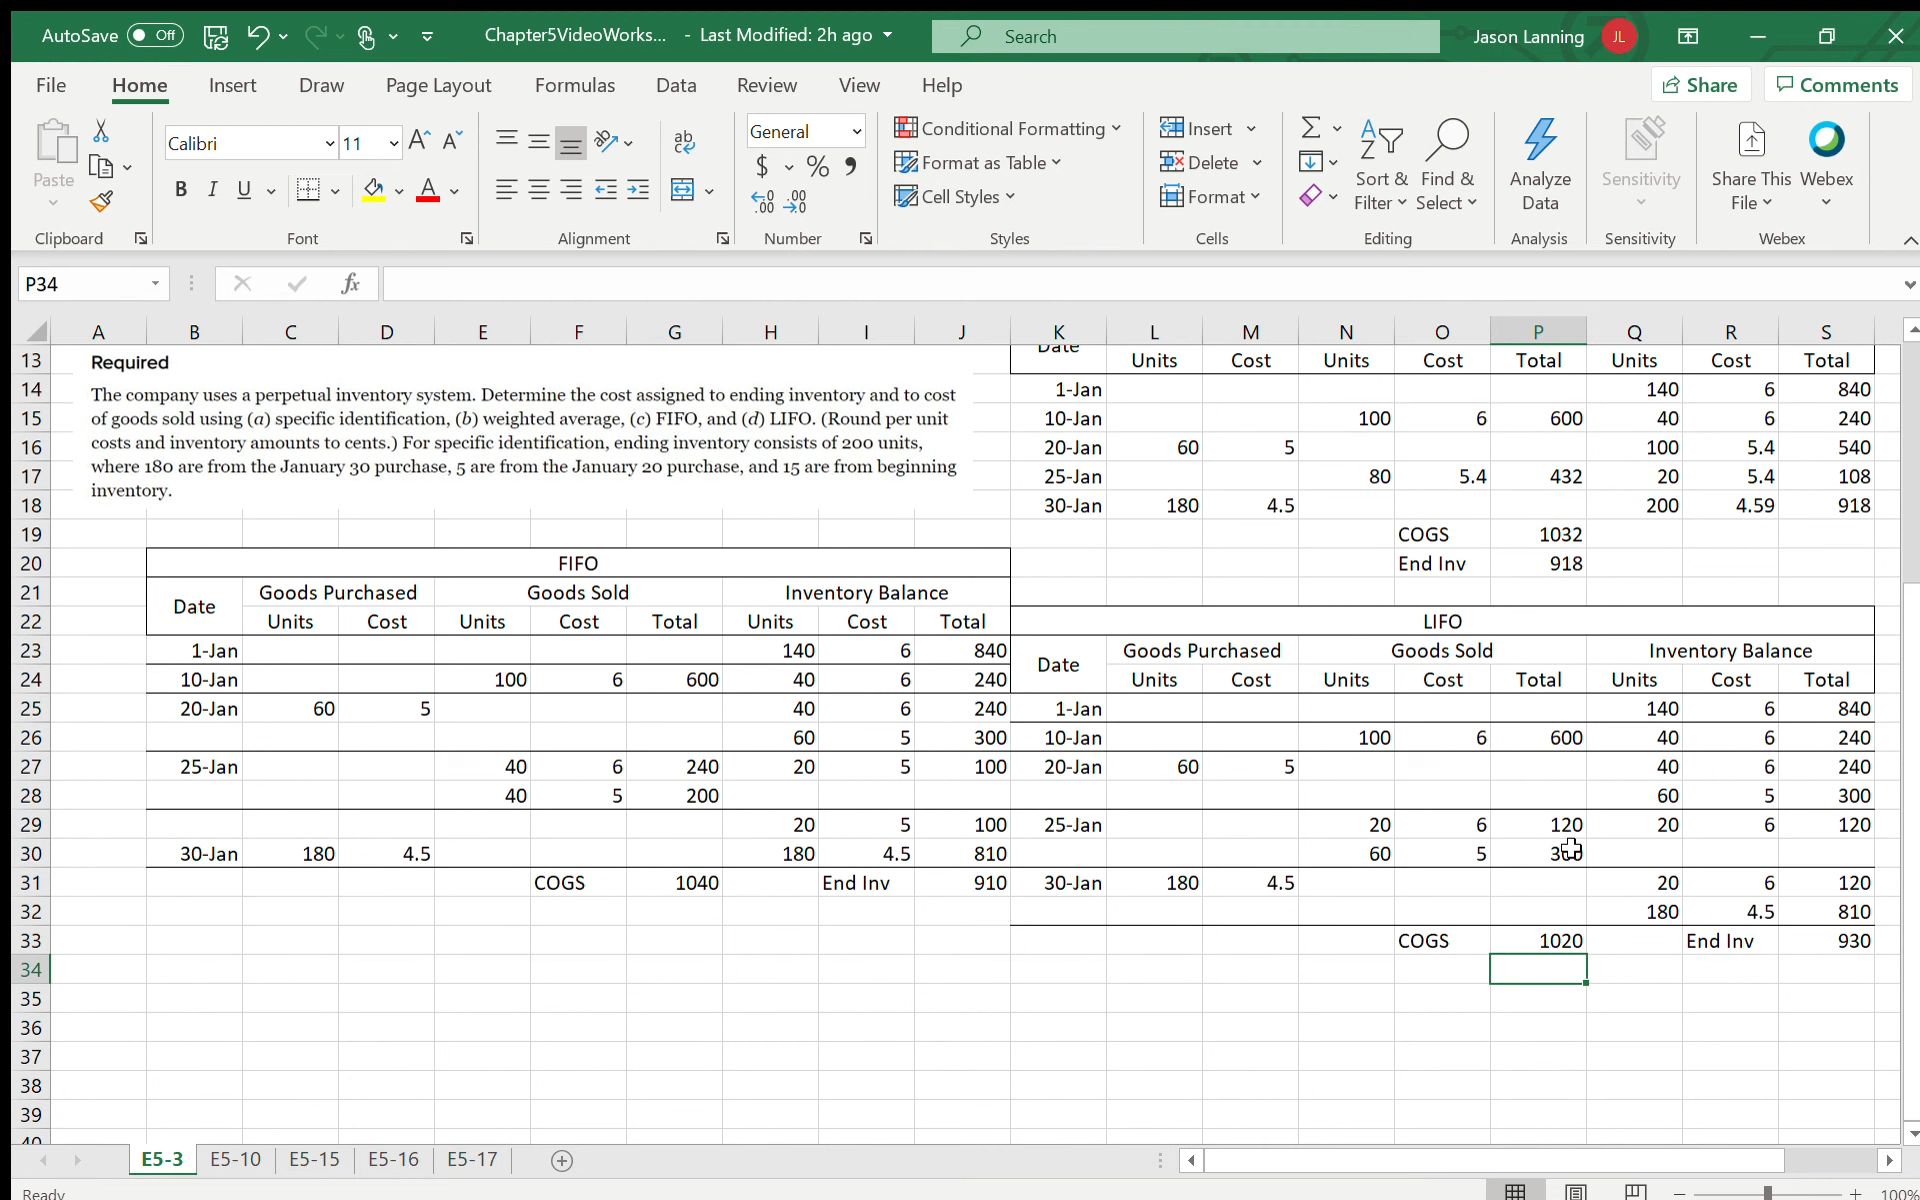 AutoSave Off Chapter5VideoWorks... - Last Modified: 2h ago Search Jason Lanning JL
File Home Insert Draw Page Layout Formulas Data Review View Help Share Comments
Paste Calibri 11 General Conditional Formatting Format as Table Cell Styles Insert Delete Format Sort & Filter Find & Select Analyze Data Sensitivity Share This File Webex
Clipboard Font Alignment Number Styles Cells Editing Analysis Sensitivity Webex
P34 fx
A B C D E F G H I J K L M N O P Q R S
Required
The company uses a perpetual inventory system. Determine the cost assigned to ending inventory and to cost
of goods sold using (a) specific identification, (b) weighted average, (c) FIFO, and (d) LIFO. (Round per unit
costs and inventory amounts to cents.) For specific identification, ending inventory consists of 200 units,
where 180 are from the January 30 purchase, 5 are from the January 20 purchase, and 15 are from beginning
inventory.
13 Date Units Cost Units Cost Total Units Cost Total
14 1-Jan 140 6 840
15 10-Jan 100 6 600 40 6 240
16 20-Jan 60 5 100 5.4 540
17 25-Jan 80 5.4 432 20 5.4 108
18 30-Jan 180 4.5 200 4.59 918
19 COGS 1032
20 FIFO End Inv 918
21 Date Goods Purchased Goods Sold Inventory Balance
22 Units Cost Units Cost Total Units Cost Total LIFO
23 1-Jan 140 6 840 Date Goods Purchased Goods Sold Inventory Balance
24 10-Jan 100 6 600 40 6 240 Units Cost Units Cost Total Units Cost Total
25 20-Jan 60 5 40 6 240 1-Jan 140 6 840
26 60 5 300 10-Jan 100 6 600 40 6 240
27 25-Jan 40 6 240 20 5 100 20-Jan 60 5 40 6 240
28 40 5 200 60 5 300
29 20 5 100 25-Jan 20 6 120 20 6 120
30 30-Jan 180 4.5 180 4.5 810 60 5
31 COGS 1040 End Inv 910 30-Jan 180 4.5 20 6 120
32 180 4.5 810
33 COGS 1020 End Inv 930
34
35
36
37
38
39
40
E5-3 E5-10 E5-15 E5-16 E5-17
Ready 100%